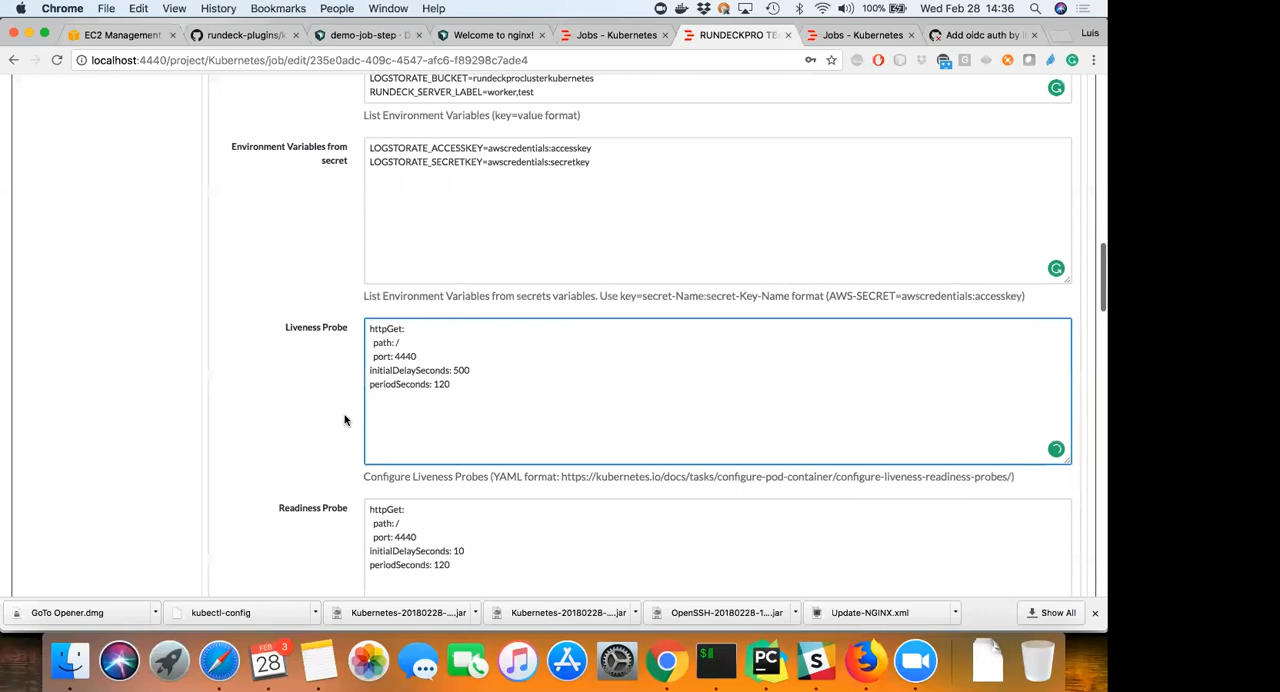 Chrome File Edit View History Bookmarks People Window Help 100% Wed Feb 28 14:36
EC2 Management rundeck-plugins/k demo-job-step · D Welcome to nginx! Jobs - Kubernetes RUNDECKPRO TE Jobs - Kubernetes Add oidc auth by li Luis
localhost:4440/project/Kubernetes/job/edit/235e0adc-409c-4547-afc6-f89298c7ade4
LOGSTORATE_BUCKET=rundeckproclusterkubernetes
RUNDECK_SERVER_LABEL=worker,test
List Environment Variables (key=value format)
Environment Variables from
secret
LOGSTORATE_ACCESSKEY=awscredentials:accesskey
LOGSTORATE_SECRETKEY=awscredentials:secretkey
List Environment Variables from secrets variables. Use key=secret-Name:secret-Key-Name format (AWS-SECRET=awscredentials:accesskey)
Liveness Probe
httpGet:
path: /
port: 4440
initialDelaySeconds: 500
periodSeconds: 120
Configure Liveness Probes (YAML format: https://kubernetes.io/docs/tasks/configure-pod-container/configure-liveness-readiness-probes/)
Readiness Probe
httpGet:
path: /
port: 4440
initialDelaySeconds: 10
periodSeconds: 120
GoTo Opener.dmg kubectl-config Kubernetes-20180228-....jar Kubernetes-20180228-....jar OpenSSH-20180228-1....jar Update-NGINX.xml Show All
FEB 3
28
$
PC
S